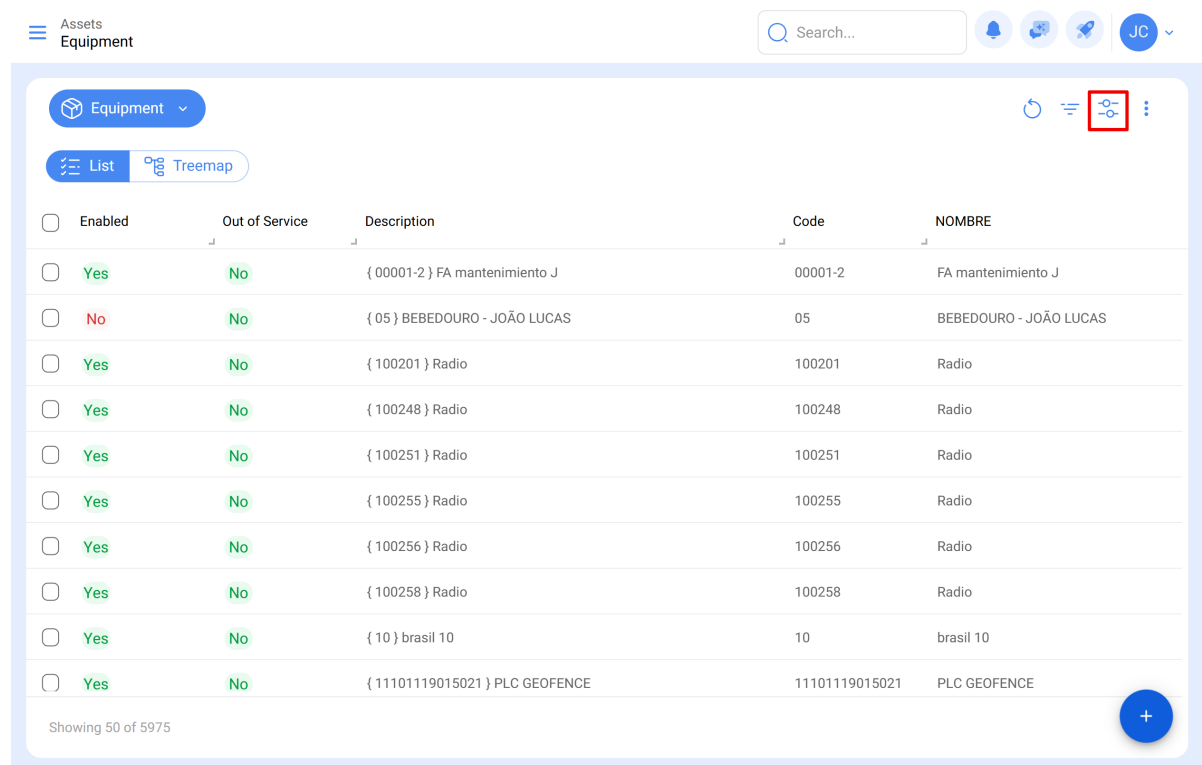 Assets
Equipment
Search...
JC
Equipment
List Treemap
Enabled Out of Service Description Code NOMBRE
Yes No { 00001-2 } FA mantenimiento J 00001-2 FA mantenimiento J
No No { 05 } BEBEDOURO - JOÃO LUCAS 05 BEBEDOURO - JOÃO LUCAS
Yes No { 100201 } Radio 100201 Radio
Yes No { 100248 } Radio 100248 Radio
Yes No { 100251 } Radio 100251 Radio
Yes No { 100255 } Radio 100255 Radio
Yes No { 100256 } Radio 100256 Radio
Yes No { 100258 } Radio 100258 Radio
Yes No { 10 } brasil 10 10 brasil 10
Yes No { 11101119015021 } PLC GEOFENCE 11101119015021 PLC GEOFENCE
Showing 50 of 5975